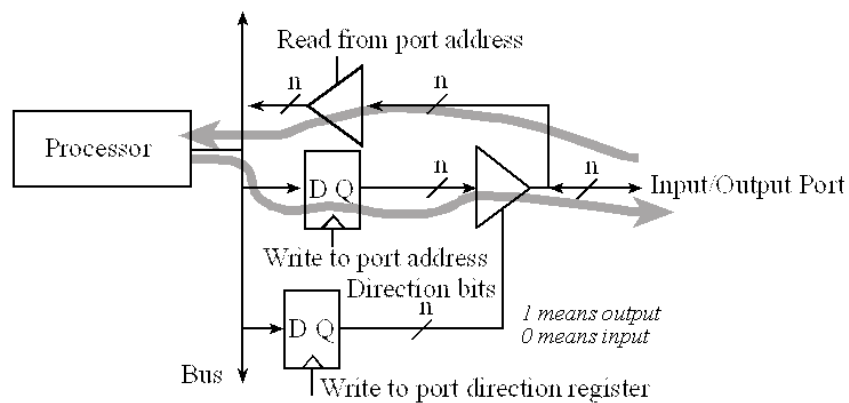 Read from port address
n
n
Processor
n
n
D Q
Input/Output Port
Write to port address
Direction bits
n
1 means output
0 means input
D Q
Bus
Write to port direction register